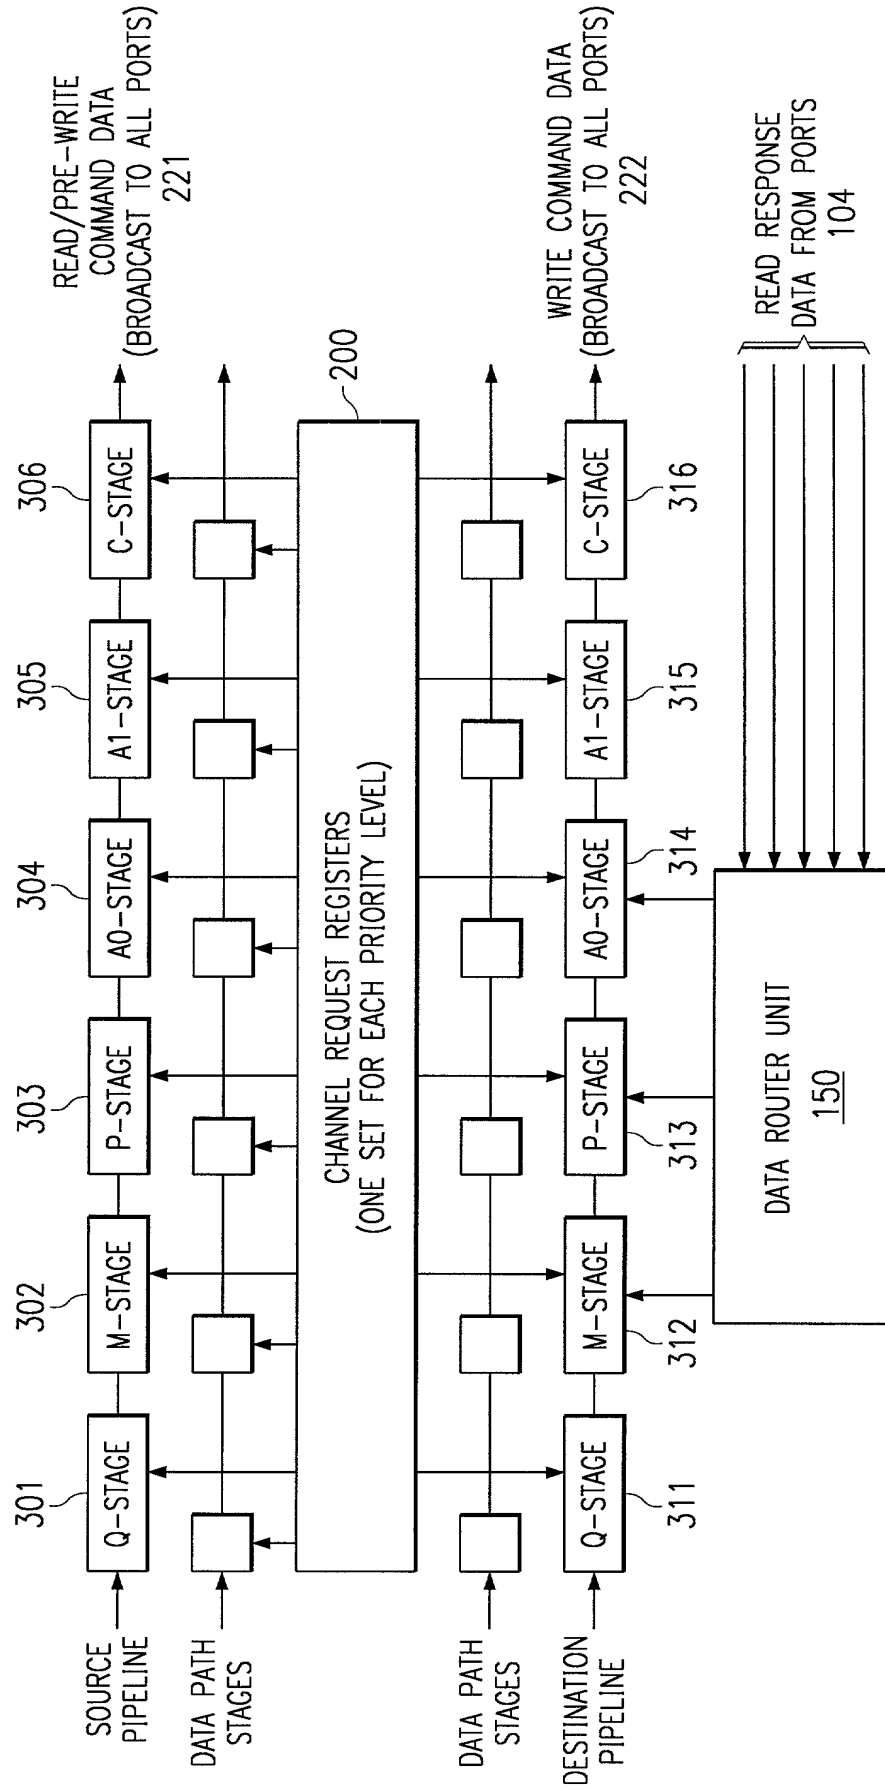 READ/PRE-WRITE
COMMAND DATA
(BROADCAST TO ALL PORTS)
221
SOURCE
PIPELINE
301
Q-STAGE
302
M-STAGE
303
P-STAGE
304
A0-STAGE
305
A1-STAGE
306
C-STAGE
DATA PATH
STAGES
200
CHANNEL REQUEST REGISTERS
(ONE SET FOR EACH PRIORITY LEVEL)
DATA PATH
STAGES
WRITE COMMAND DATA
(BROADCAST TO ALL PORTS)
222
DESTINATION
PIPELINE
Q-STAGE
311
M-STAGE
312
P-STAGE
313
A0-STAGE
314
A1-STAGE
315
C-STAGE
316
DATA ROUTER UNIT
150
READ RESPONSE
DATA FROM PORTS
104